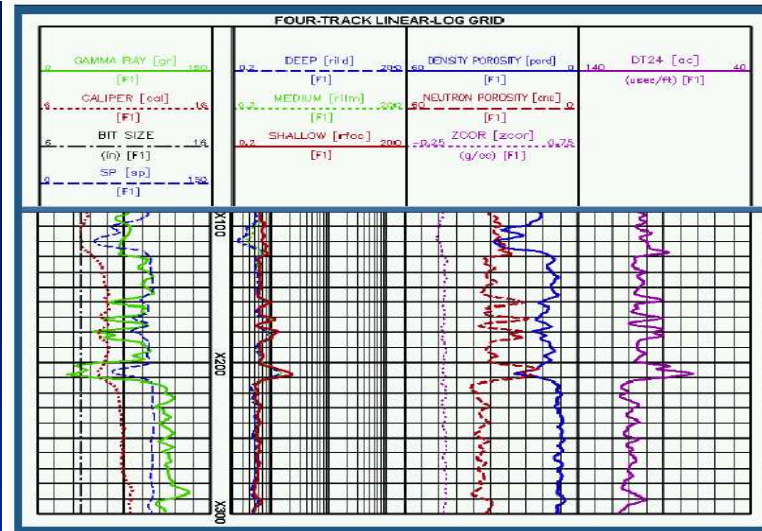 FOUR-TRACK LINEAR-LOG GRID
0 GAMMA RAY [gr] 150
[F1]
6 CALIPER [cal] 16
[F1]
BIT SIZE
6 16
(in) [F1]
SP [sp]
0 150
[F1]
DEEP [rild]
0.2 200
[F1]
MEDIUM [rilm]
0.2 200
[F1]
SHALLOW [rfoc]
0.2 200
[F1]
DENSITY POROSITY [pord]
60 0
[F1]
NEUTRON POROSITY [cnc]
60 0
[F1]
ZCOR [zcor]
-0.25 0.75
(g/cc) [F1]
DT24 [ac]
140 40
(usec/ft) [F1]
X100
X200
X300